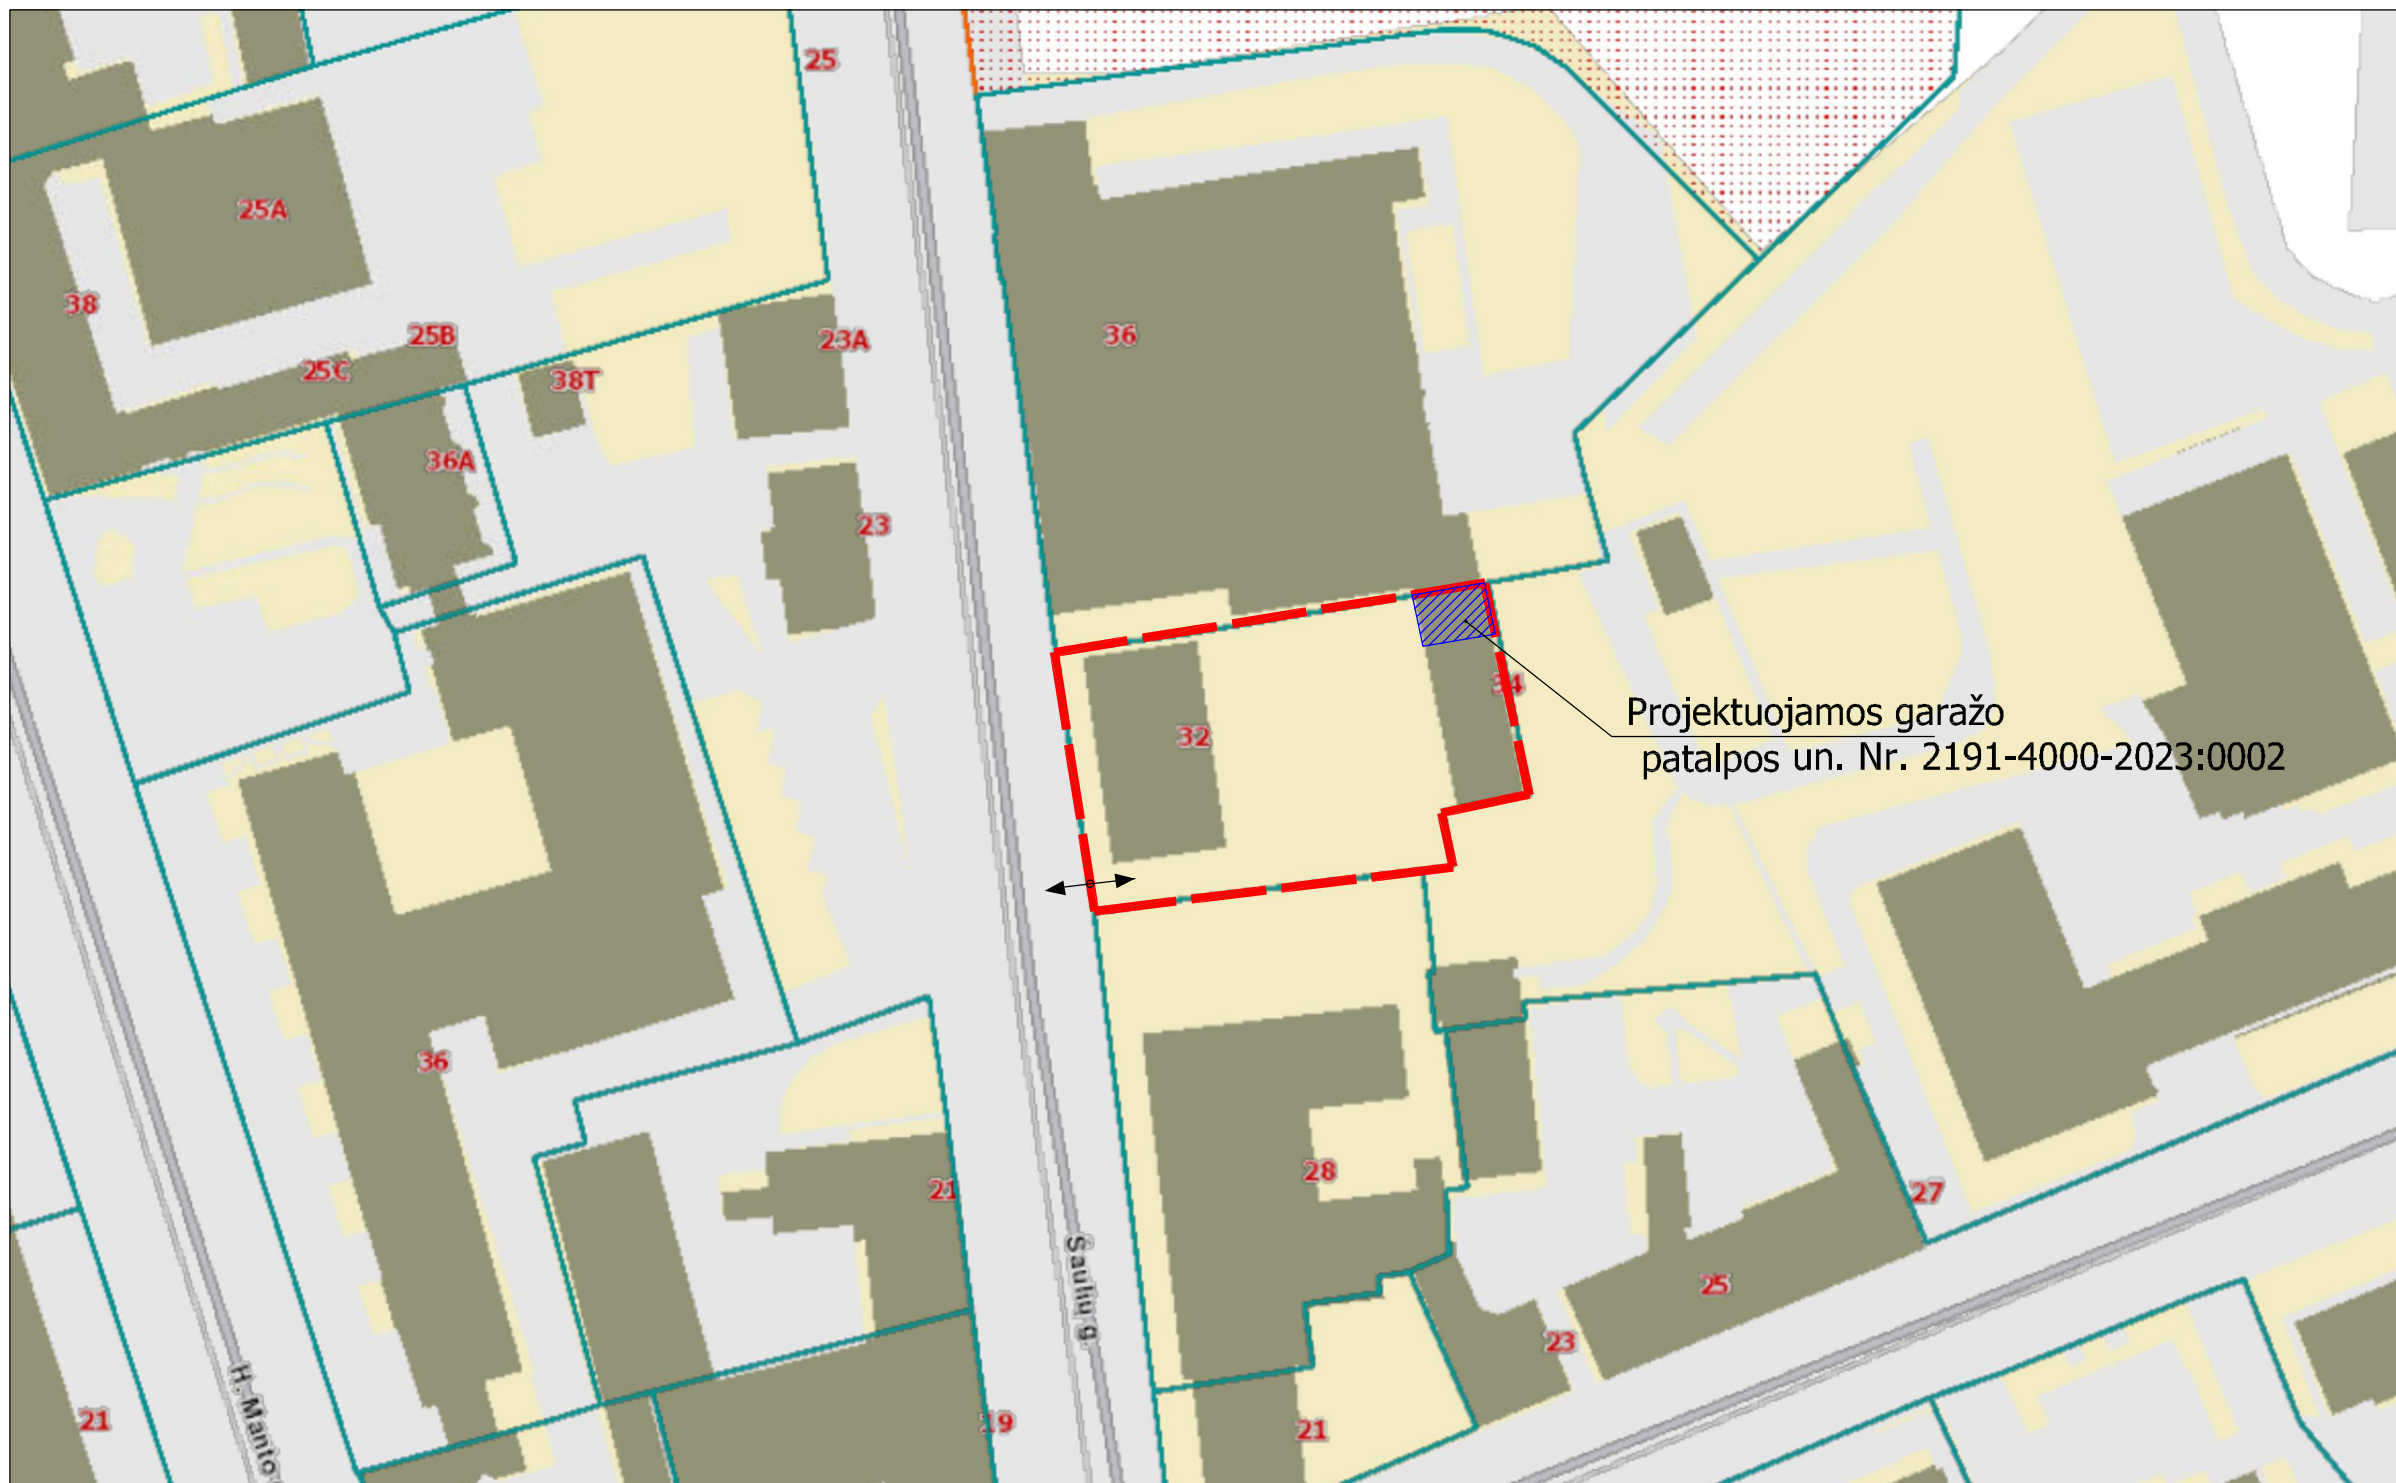 25
25A
38
25B
23A
36
25C
38T
36A
23
34
Projektuojamos garažo
32
patalpos un. Nr. 2191-4000-2023:0002
36
28
21
27
Šaulių g.
25
23
H. Manto
21
19
21